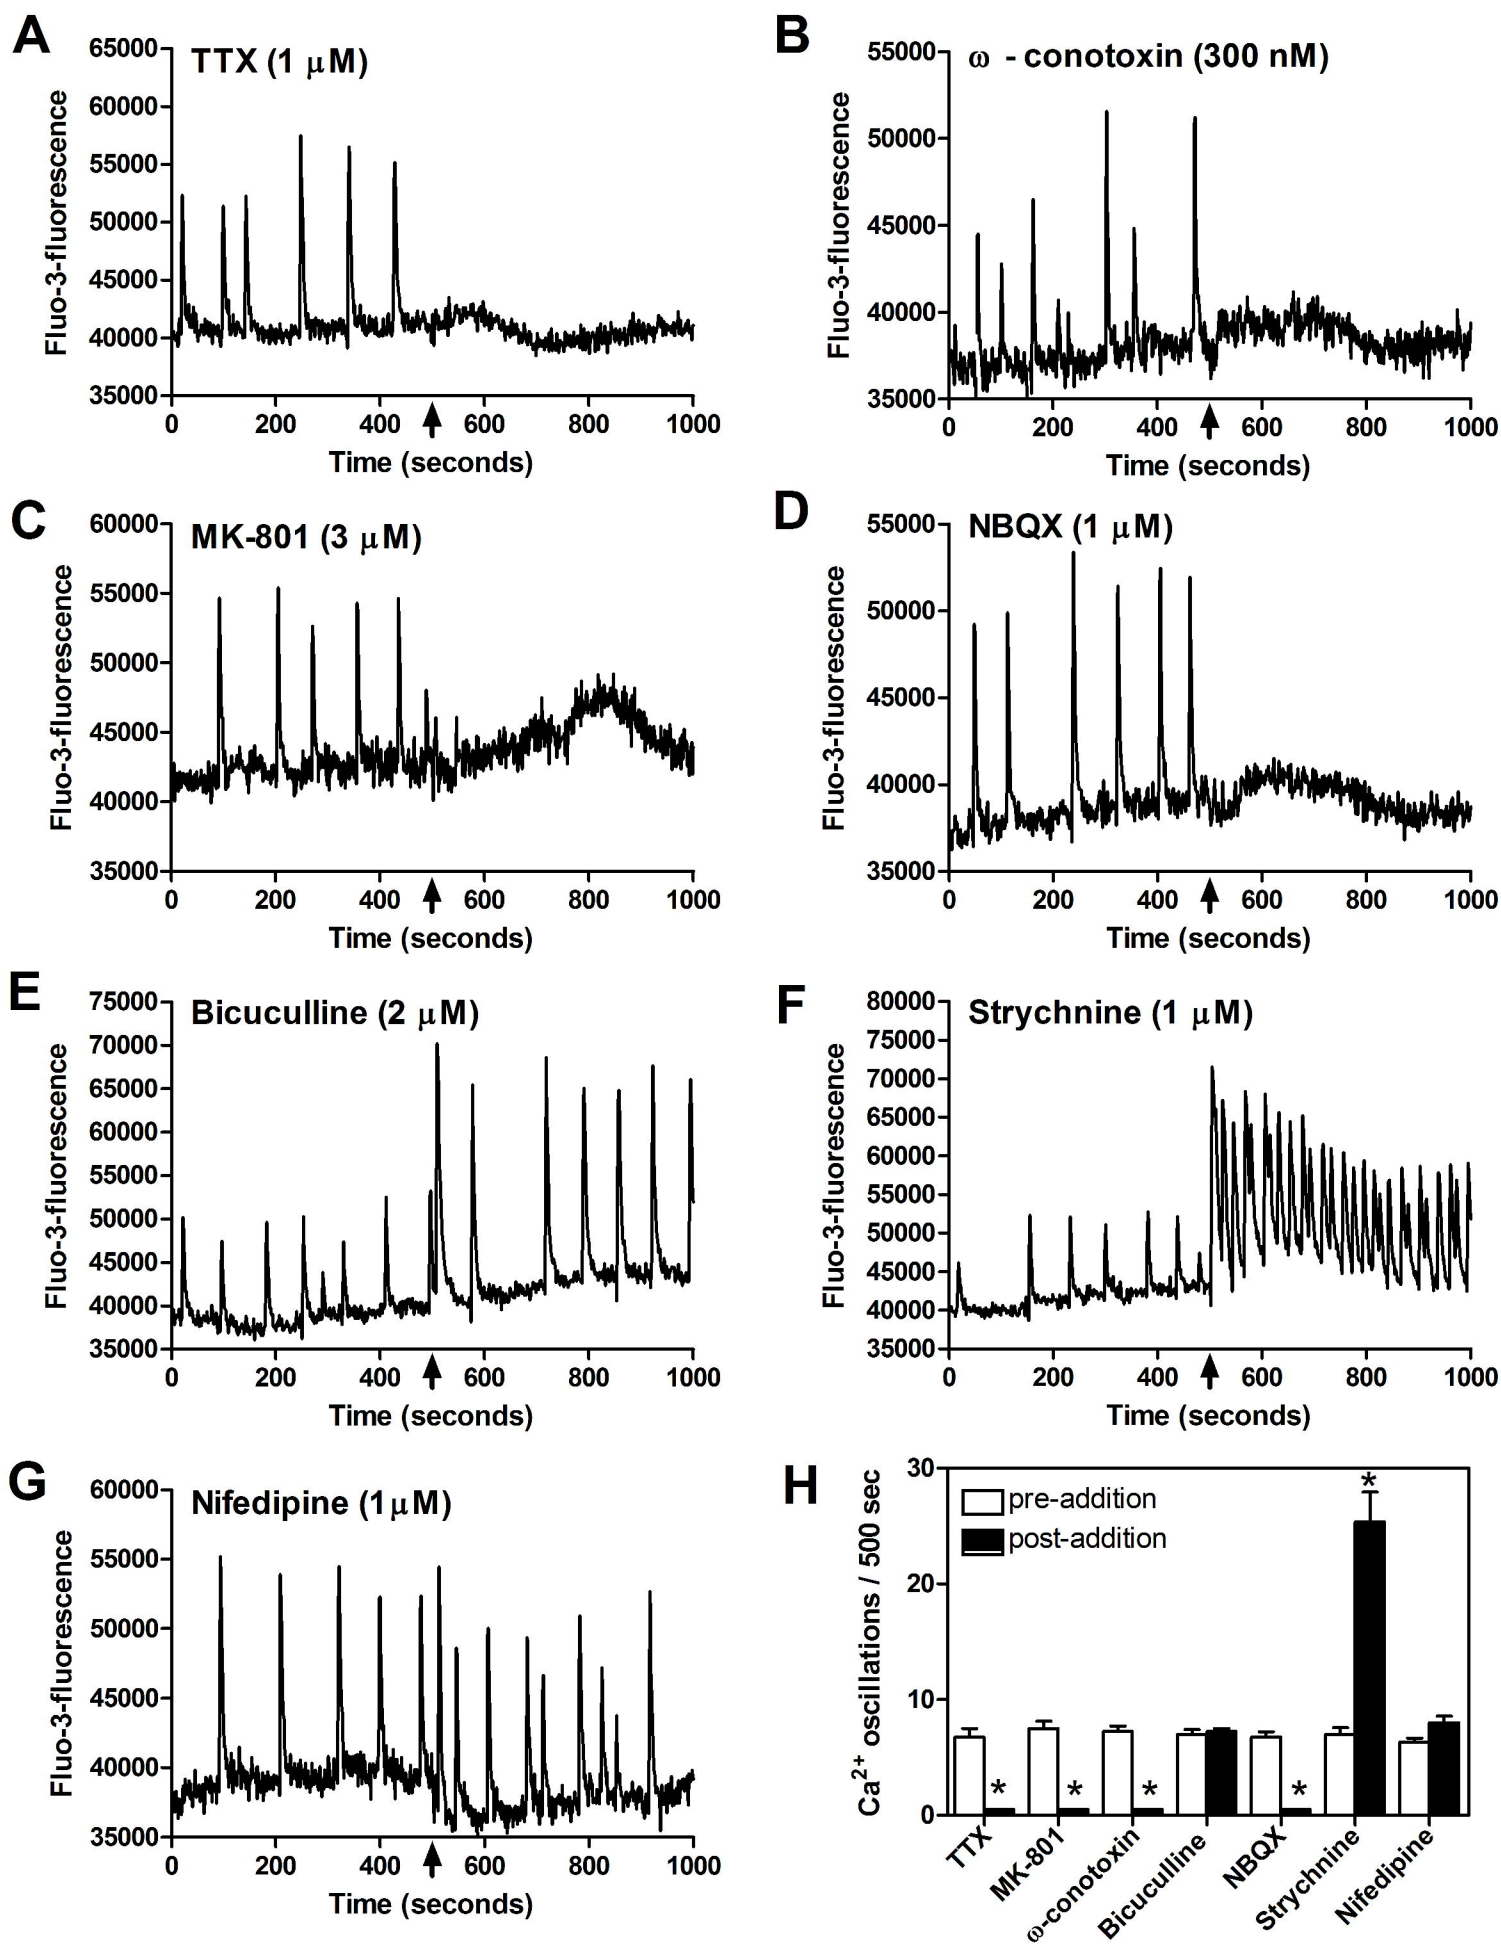 A
TTX (1 μM)
Fluo-3-fluorescence
65000
60000
55000
50000
45000
40000
35000
0 200 400 600 800 1000
Time (seconds)
B
ω - conotoxin (300 nM)
Fluo-3-fluorescence
55000
50000
45000
40000
35000
0 200 400 600 800 1000
Time (seconds)
C
MK-801 (3 μM)
Fluo-3-fluorescence
60000
55000
50000
45000
40000
35000
0 200 400 600 800 1000
Time (seconds)
D
NBQX (1 μM)
Fluo-3-fluorescence
55000
50000
45000
40000
35000
0 200 400 600 800 1000
Time (seconds)
E
Bicuculline (2 μM)
Fluo-3-fluorescence
75000
70000
65000
60000
55000
50000
45000
40000
35000
0 200 400 600 800 1000
Time (seconds)
F
Strychnine (1 μM)
Fluo-3-fluorescence
80000
75000
70000
65000
60000
55000
50000
45000
40000
35000
0 200 400 600 800 1000
Time (seconds)
G
Nifedipine (1μM)
Fluo-3-fluorescence
60000
55000
50000
45000
40000
35000
0 200 400 600 800 1000
Time (seconds)
H
Ca2+ oscillations / 500 sec
30
20
10
0
pre-addition
post-addition
* * * * *
TTX
MK-801
ω-conotoxin
Bicuculline
NBQX
Strychnine
Nifedipine